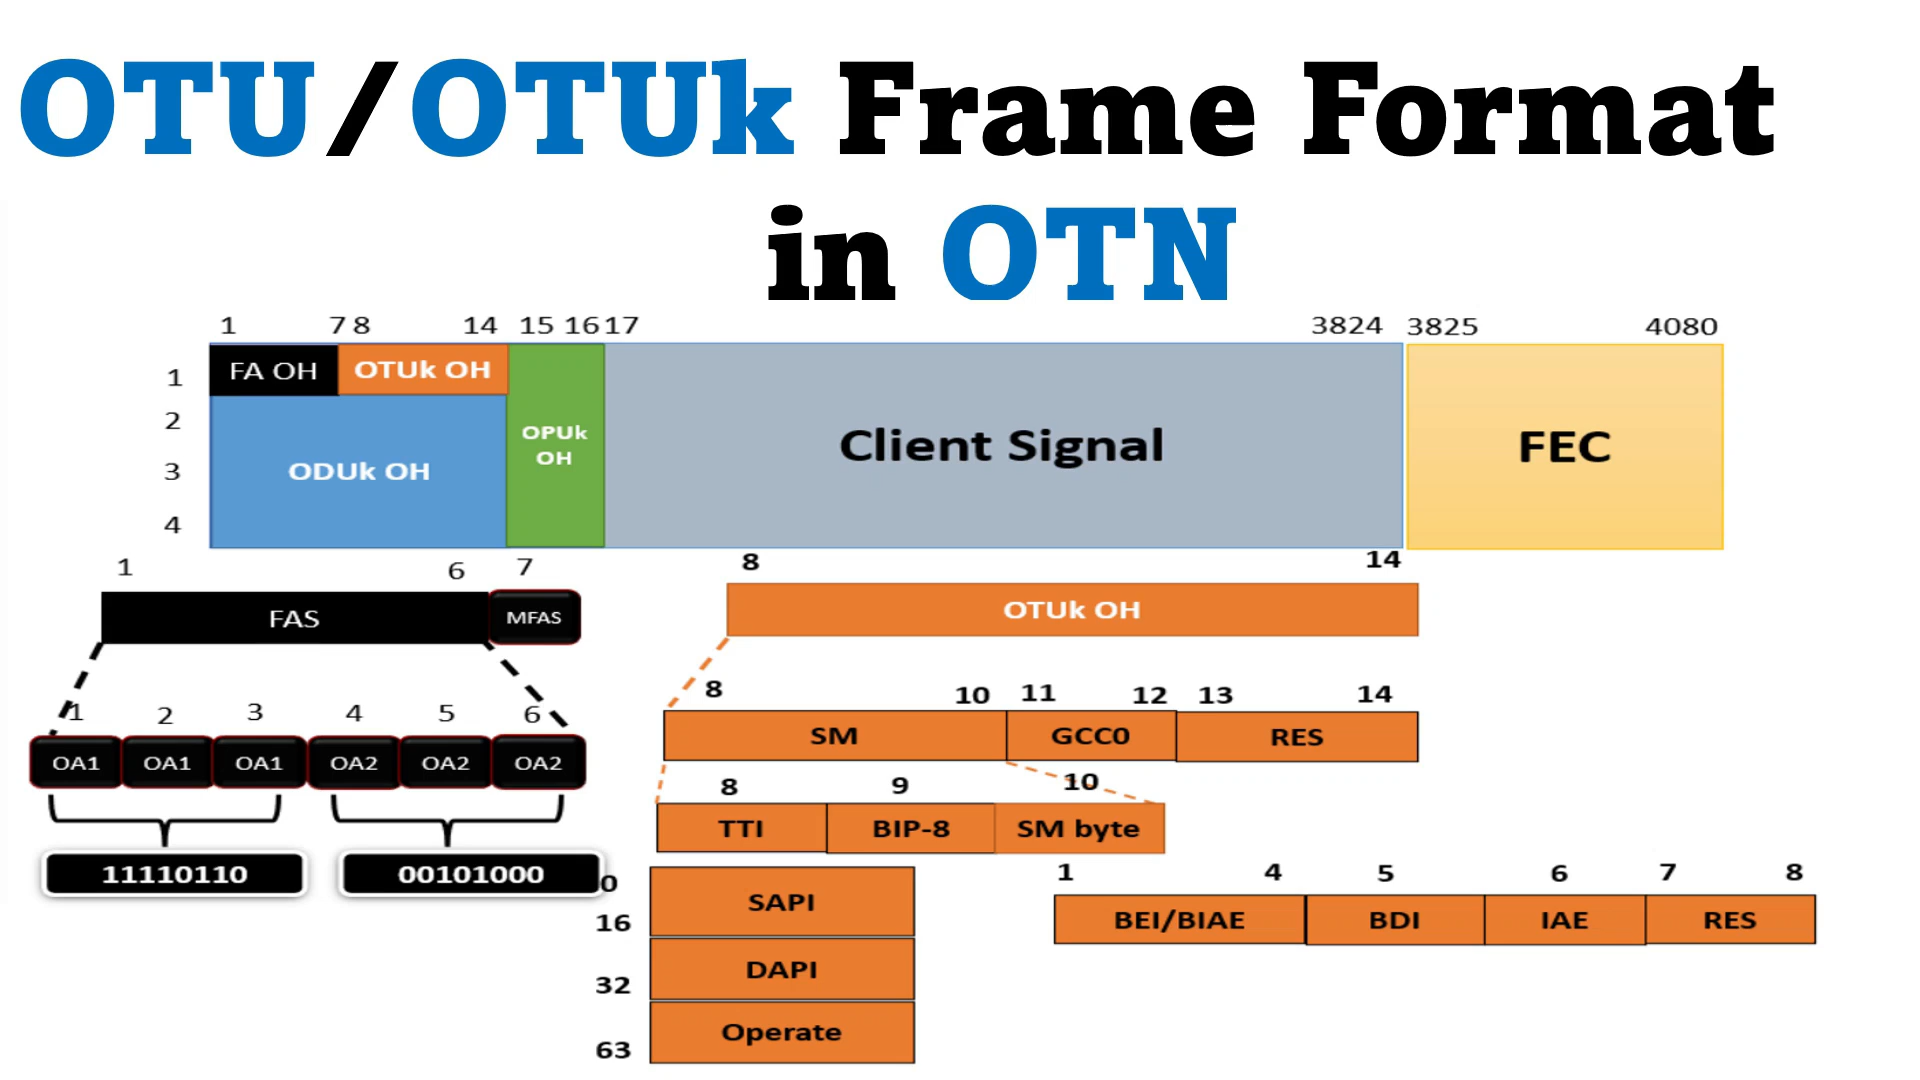 OTU/OTUk Frame Format
in OTN
1 7 8 14 15 16 17 3824 3825 4080
1 FA OH OTUk OH
2
OPUk
OH
Client Signal FEC
3 ODUk OH
4
1 6 7
FAS MFAS
1 2 3 4 5 6
OA1 OA1 OA1 OA2 OA2 OA2
11110110 00101000
8 14
OTUk OH
8 10 11 12 13 14
SM GCC0 RES
8 9 10
TTI BIP-8 SM byte
0
SAPI
16
DAPI
32
Operate
63
1 4 5 6 7 8
BEI/BIAE BDI IAE RES